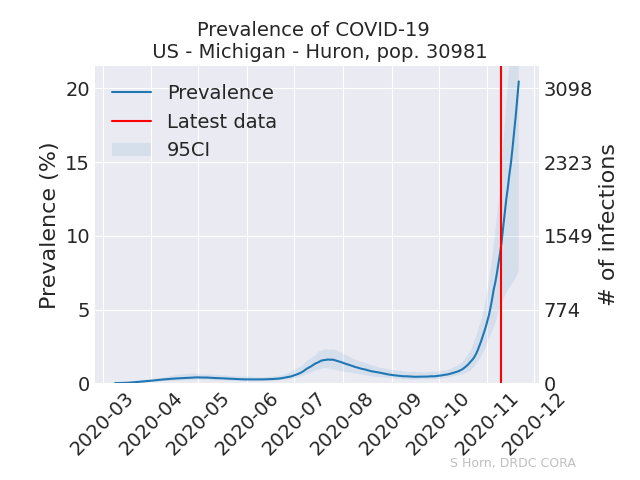 Prevalence of COVID-19
US - Michigan - Huron, pop. 30981
Prevalence
Latest data
95CI
Prevalence (%)
20
15
10
5
0
3098
2323
1549
774
0
# of infections
2020-03
2020-04
2020-05
2020-06
2020-07
2020-08
2020-09
2020-10
2020-11
2020-12
S Horn, DRDC CORA